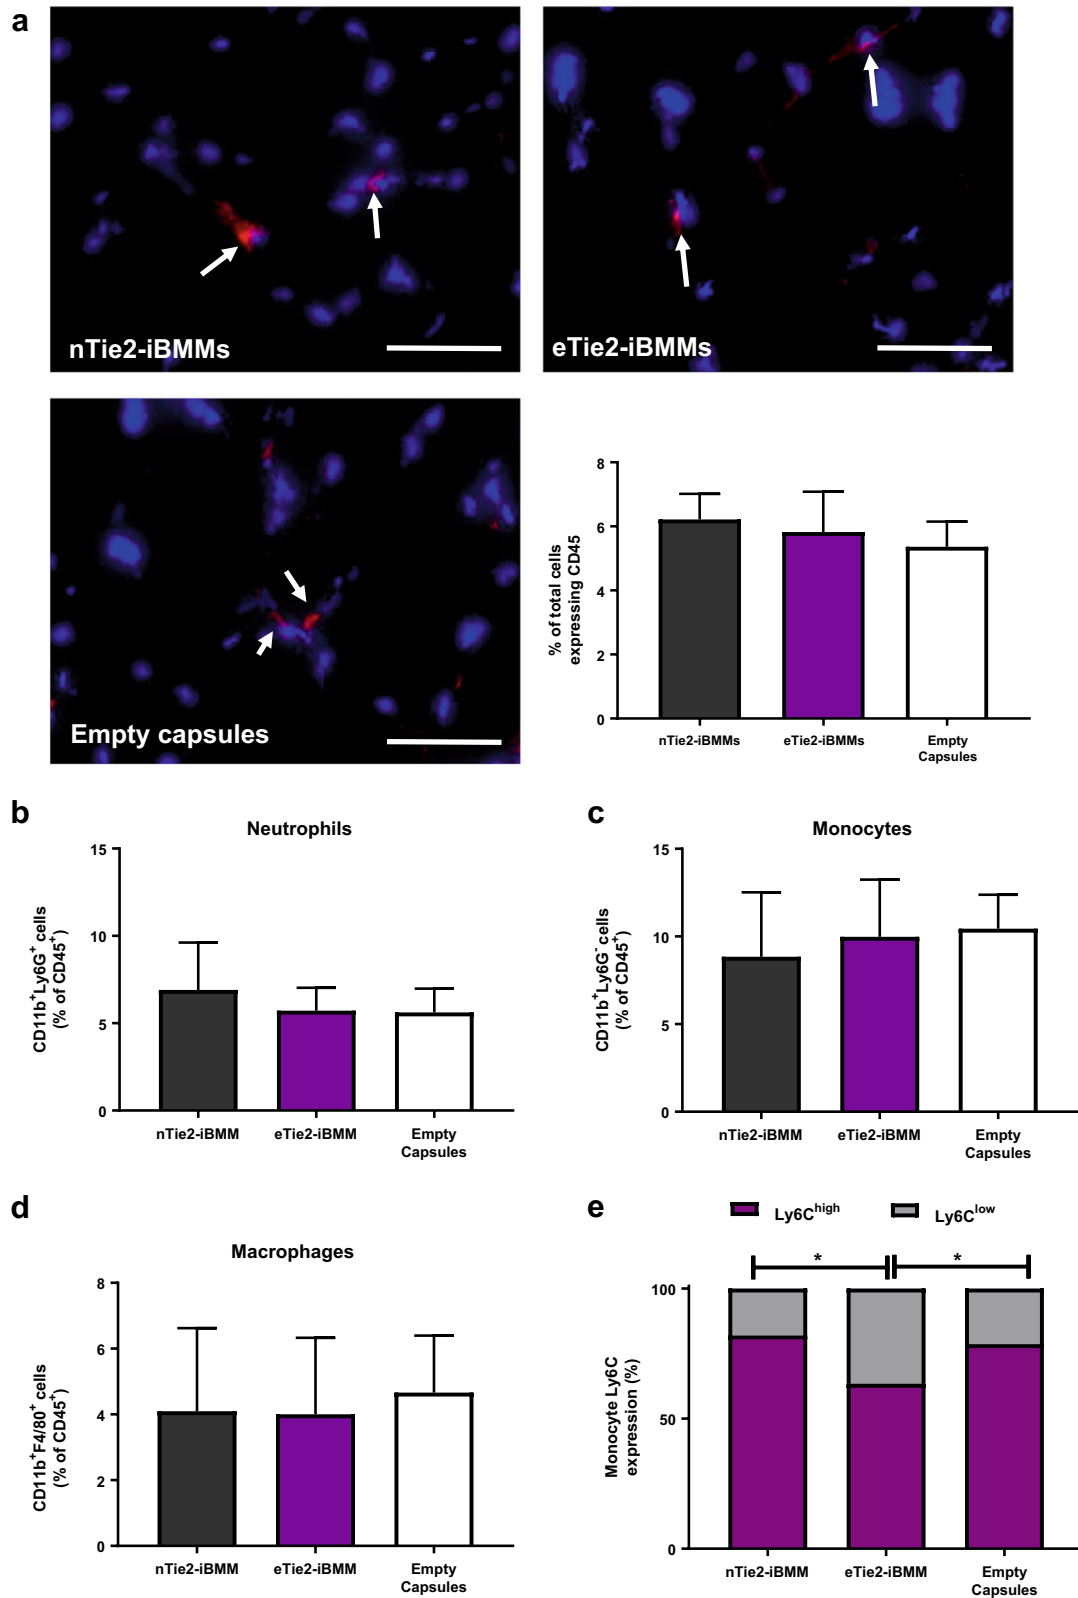 a
nTie2-iBMMs
eTie2-iBMMs
Empty capsules
% of total cells
expressing CD45
8
6
4
2
0
nTie2-iBMMs
eTie2-iBMMs
Empty
Capsules
b
Neutrophils
CD11b⁺Ly6G⁺ cells
(% of CD45⁺)
15
10
5
0
nTie2-iBMM
eTie2-iBMM
Empty
Capsules
c
Monocytes
CD11b⁺Ly6G⁻ cells
(% of CD45⁺)
15
10
5
0
nTie2-iBMM
eTie2-iBMM
Empty
Capsules
d
Macrophages
CD11b⁺F4/80⁺ cells
(% of CD45⁺)
8
6
4
2
0
nTie2-iBMM
eTie2-iBMM
Empty
Capsules
e
Ly6Cʰⁱᵍʰ
Ly6Cˡᵒʷ
*
*
Monocyte Ly6C
expression (%)
100
50
0
nTie2-iBMM
eTie2-iBMM
Empty
Capsules